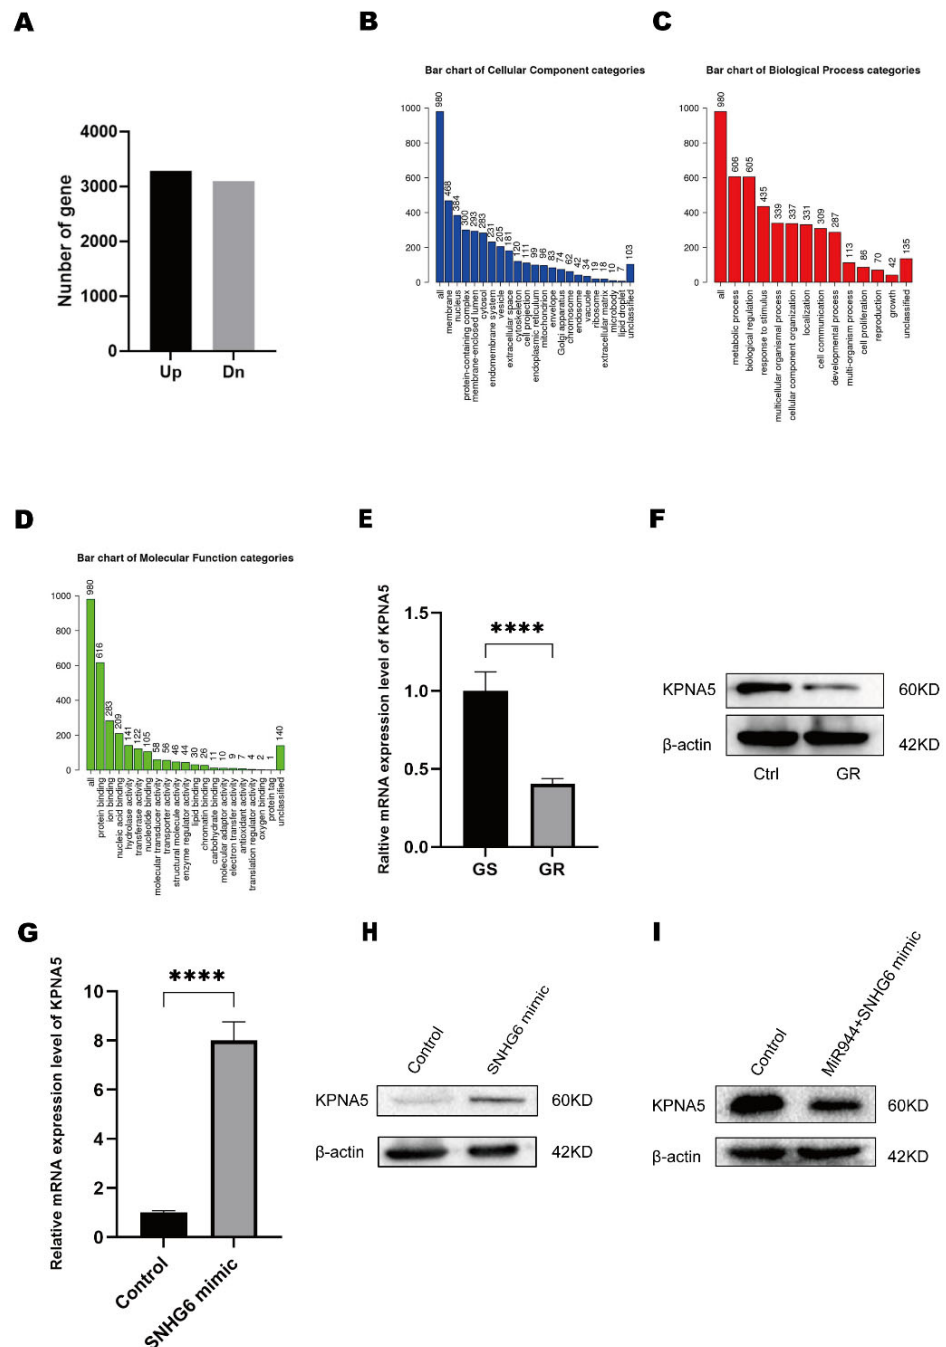 A
Number of gene
4000
3000
2000
1000
0
Up
Dn
B
Bar chart of Cellular Component categories
1000
800
600
400
200
0
980
468
384
300
293
283
231
205
181
120
111
99
96
83
74
62
42
34
19
18
10
7
103
all
membrane
nucleus
protein-containing complex
membrane-enclosed lumen
cytosol
endomembrane system
vesicle
extracellular space
cytoskeleton
cell projection
endoplasmic reticulum
mitochondrion
envelope
Golgi apparatus
chromosome
endosome
vacuole
ribosome
extracellular matrix
microbody
lipid droplet
unclassified
C
Bar chart of Biological Process categories
1000
800
600
400
200
0
980
606
605
435
339
337
331
309
287
113
86
70
42
135
all
metabolic process
biological regulation
response to stimulus
multicellular organismal process
cellular component organization
localization
cell communication
developmental process
multi-organism process
cell proliferation
reproduction
growth
unclassified
D
Bar chart of Molecular Function categories
1000
800
600
400
200
0
980
616
283
209
141
122
105
58
56
46
44
30
26
11
10
9
7
4
2
1
140
all
protein binding
ion binding
nucleic acid binding
hydrolase activity
transferase activity
nucleotide binding
molecular transducer activity
transporter activity
structural molecule activity
enzyme regulator activity
lipid binding
chromatin binding
carbohydrate binding
molecular adaptor activity
electron transfer activity
antioxidant activity
translation regulator activity
oxygen binding
protein tag
unclassified
E
Raltive mRNA expression level of KPNA5
1.5
1.0
0.5
0.0
****
GS
GR
F
KPNA5
60KD
β-actin
42KD
Ctrl
GR
G
Relative mRNA expression level of KPNA5
10
8
6
4
2
0
****
Control
SNHG6 mimic
H
Control
SNHG6 mimic
KPNA5
60KD
β-actin
42KD
I
Control
MiR944+SNHG6 mimic
KPNA5
60KD
β-actin
42KD